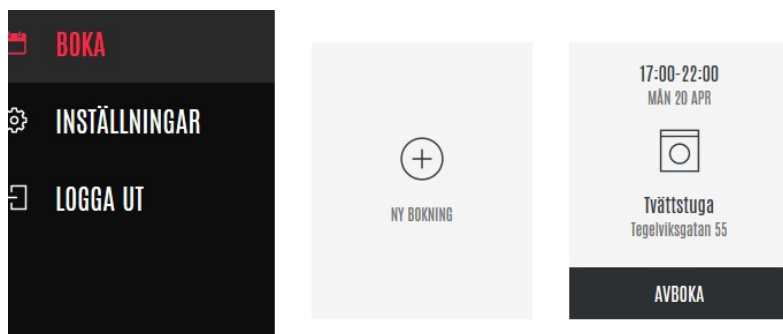 BOKA
INSTÄLLNINGAR
LOGGA UT
NY BOKNING
17:00-22:00
MÅN 20 APR
Tvättstuga
Tegelviksgatan 55
AVBOKA